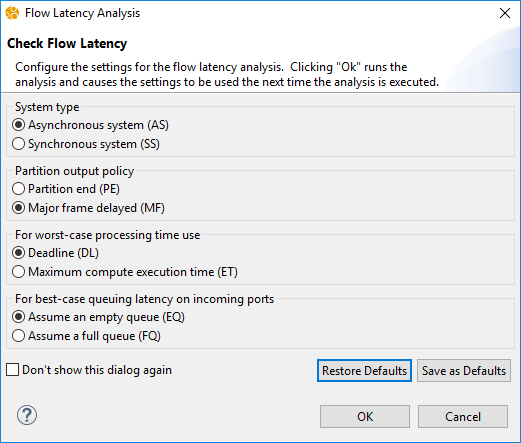 Flow Latency Analysis
Check Flow Latency
Configure the settings for the flow latency analysis.  Clicking "Ok" runs the
analysis and causes the settings to be used the next time the analysis is executed.
System type
Asynchronous system (AS)
Synchronous system (SS)
Partition output policy
Partition end (PE)
Major frame delayed (MF)
For worst-case processing time use
Deadline (DL)
Maximum compute execution time (ET)
For best-case queuing latency on incoming ports
Assume an empty queue (EQ)
Assume a full queue (FQ)
Don't show this dialog again
Restore Defaults
Save as Defaults
?
OK
Cancel